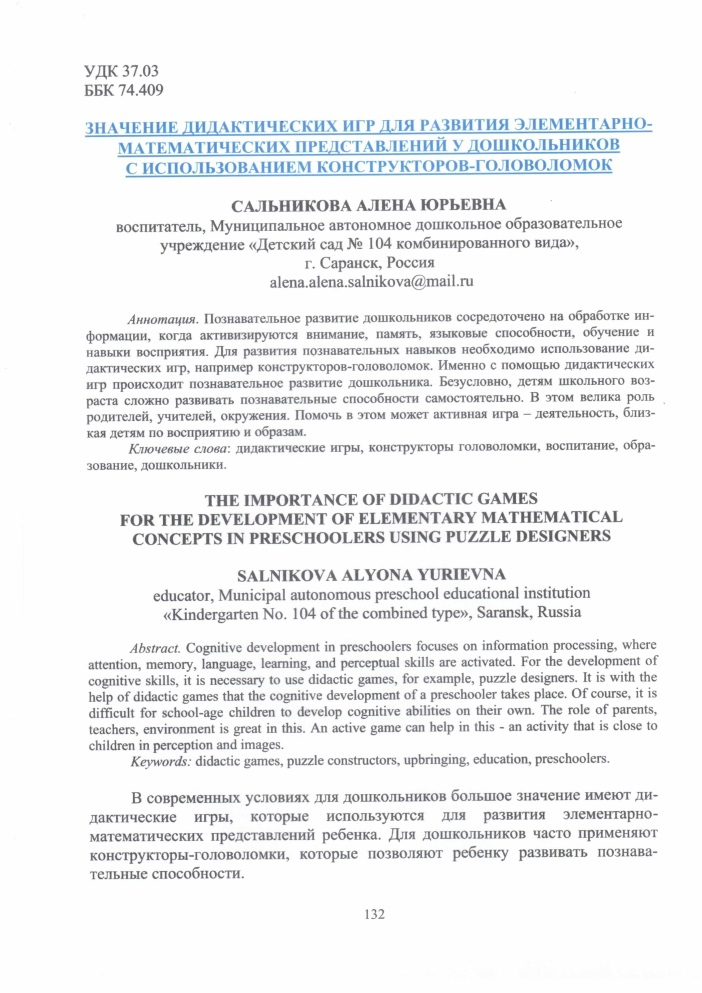 УДК 37.03
ББК 74.409
ЗНАЧЕНИЕ ДИДАКТИЧЕСКИХ ИГР ДЛЯ РАЗВИТИЯ ЭЛЕМЕНТАРНО-
МАТЕМАТИЧЕСКИХ ПРЕДСТАВЛЕНИЙ У ДОШКОЛЬНИКОВ
С ИСПОЛЬЗОВАНИЕМ КОНСТРУКТОРОВ-ГОЛОВОЛОМОК
САЛЬНИКОВА АЛЕНА ЮРЬЕВНА
воспитатель, Муниципальное автономное дошкольное образовательное
учреждение «Детский сад № 104 комбинированного вида»,
г. Саранск, Россия
alena.alena.salnikova@mail.ru
Аннотация. Познавательное развитие дошкольников сосредоточено на обработке ин-
формации, когда активизируются внимание, память, языковые способности, обучение и
навыки восприятия. Для развития познавательных навыков необходимо использование ди-
дактических игр, например конструкторов-головоломок. Именно с помощью дидактических
игр происходит познавательное развитие дошкольника. Безусловно, детям школьного воз-
раста сложно развивать познавательные способности самостоятельно. В этом велика роль
родителей, учителей, окружения. Помочь в этом может активная игра – деятельность, близ-
кая детям по восприятию и образам.
Ключевые слова: дидактические игры, конструкторы головоломки, воспитание, обра-
зование, дошкольники.
THE IMPORTANCE OF DIDACTIC GAMES
FOR THE DEVELOPMENT OF ELEMENTARY MATHEMATICAL
CONCEPTS IN PRESCHOOLERS USING PUZZLE DESIGNERS
SALNIKOVA ALYONA YURIEVNA
educator, Municipal autonomous preschool educational institution
«Kindergarten No. 104 of the combined type», Saransk, Russia
Abstract. Cognitive development in preschoolers focuses on information processing, where
attention, memory, language, learning, and perceptual skills are activated. For the development of
cognitive skills, it is necessary to use didactic games, for example, puzzle designers. It is with the
help of didactic games that the cognitive development of a preschooler takes place. Of course, it is
difficult for school-age children to develop cognitive abilities on their own. The role of parents,
teachers, environment is great in this. An active game can help in this - an activity that is close to
children in perception and images.
Keywords: didactic games, puzzle constructors, upbringing, education, preschoolers.
В современных условиях для дошкольников большое значение имеют ди-
дактические игры, которые используются для развития элементарно-
математических представлений ребенка. Для дошкольников часто применяют
конструкторы-головоломки, которые позволяют ребенку развивать познава-
тельные способности.
132